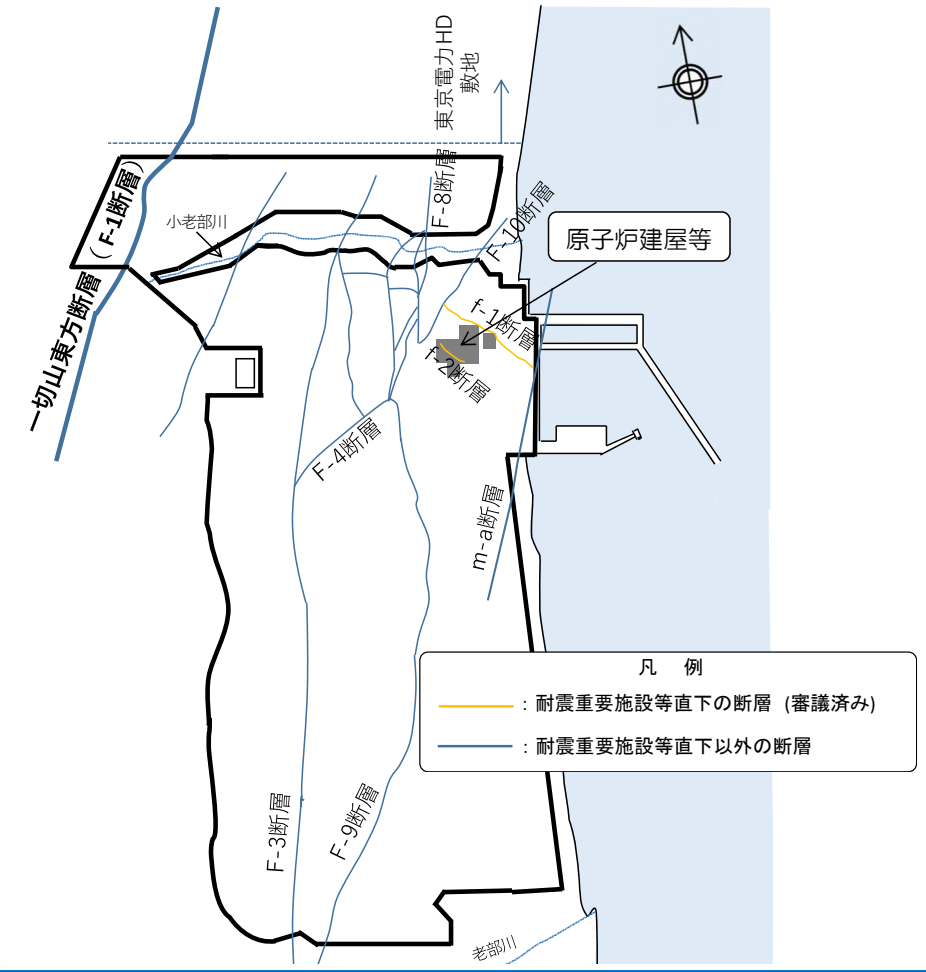 東京電力HD
敷地
F-8断層
(F-1断層)
小老部川
F-10断層
原子炉建屋等
f-1断層
f-2断層
一切山東方断層
F-4断層
m-a断層
凡 例
：耐震重要施設等直下の断層 (審議済み)
：耐震重要施設等直下以外の断層
F-3断層
F-9断層
老部川